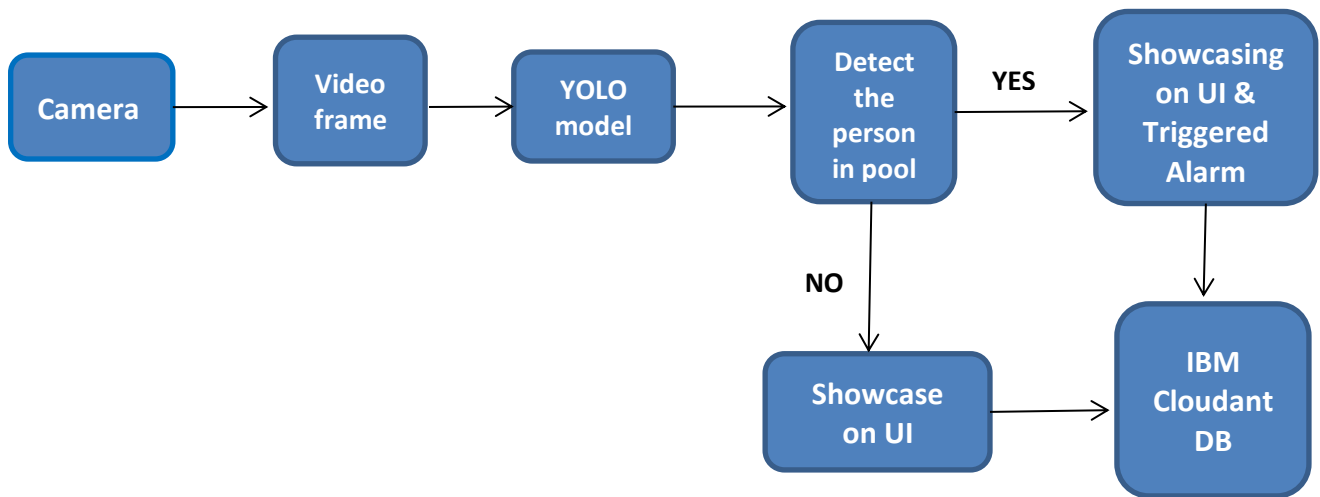 Camera
Video
frame
YOLO
model
Detect
the
person
in pool
YES
Showcasing
on UI &
Triggered
Alarm
NO
Showcase
on UI
IBM
Cloudant
DB